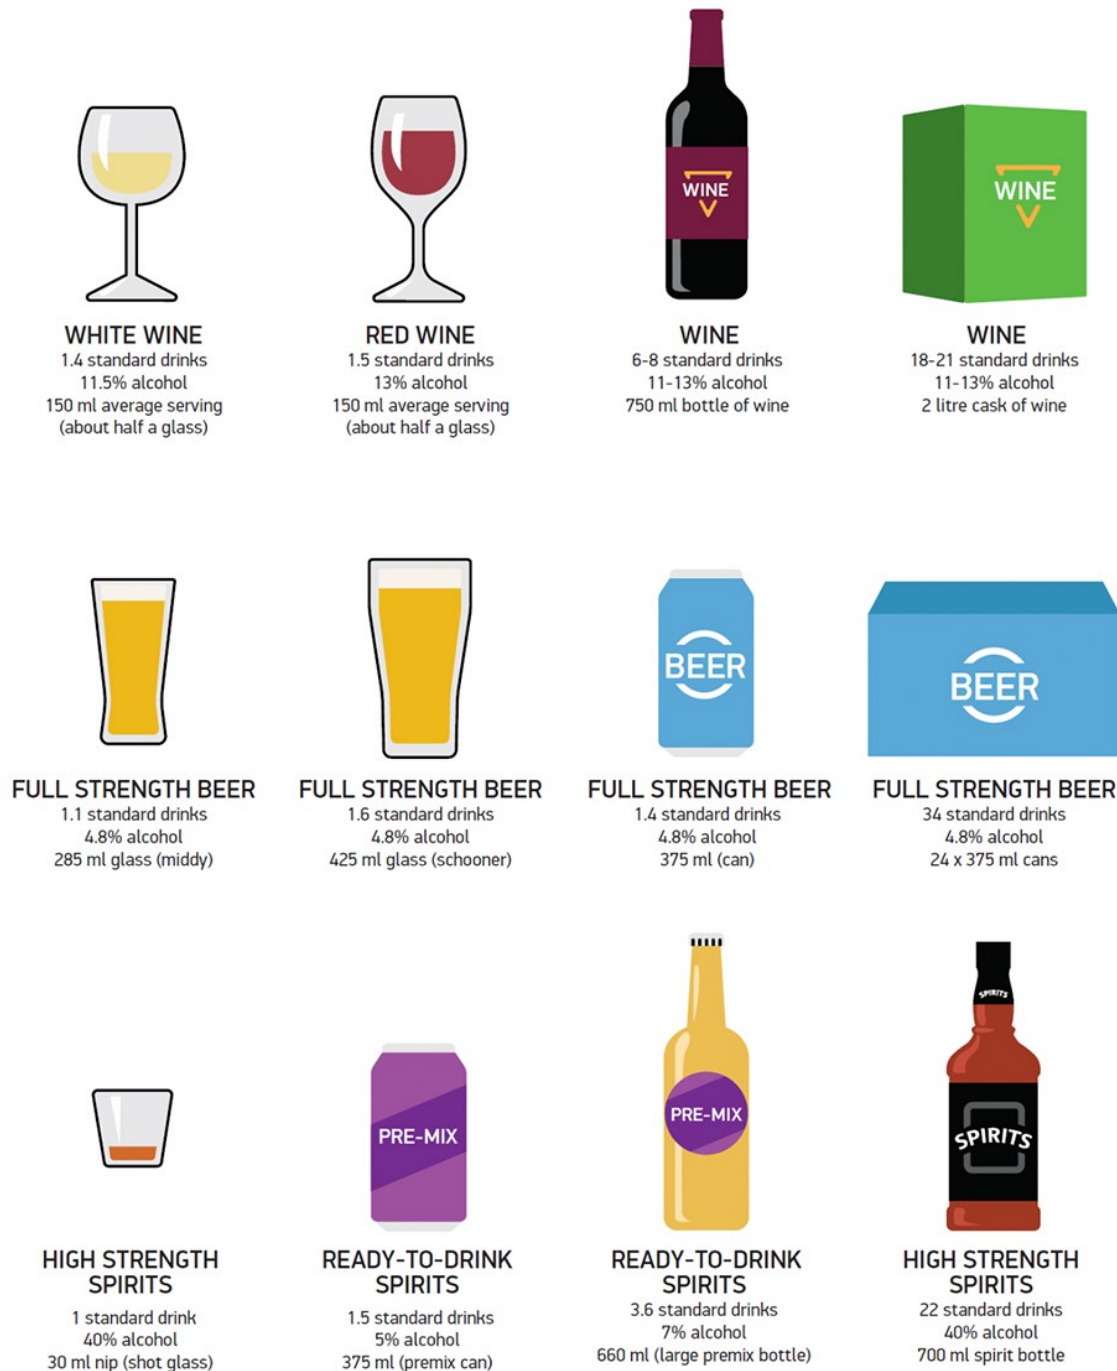 WINE
WINE
WHITE WINE
1.4 standard drinks
11.5% alcohol
150 ml average serving
(about half a glass)
RED WINE
1.5 standard drinks
13% alcohol
150 ml average serving
(about half a glass)
WINE
6-8 standard drinks
11-13% alcohol
750 ml bottle of wine
WINE
18-21 standard drinks
11-13% alcohol
2 litre cask of wine
BEER
BEER
FULL STRENGTH BEER
1.1 standard drinks
4.8% alcohol
285 ml glass (middy)
FULL STRENGTH BEER
1.6 standard drinks
4.8% alcohol
425 ml glass (schooner)
FULL STRENGTH BEER
1.4 standard drinks
4.8% alcohol
375 ml (can)
FULL STRENGTH BEER
34 standard drinks
4.8% alcohol
24 x 375 ml cans
PRE-MIX
PRE-MIX
SPIRITS
SPIRITS
HIGH STRENGTH
SPIRITS
1 standard drink
40% alcohol
30 ml nip (shot glass)
READY-TO-DRINK
SPIRITS
1.5 standard drinks
5% alcohol
375 ml (premix can)
READY-TO-DRINK
SPIRITS
3.6 standard drinks
7% alcohol
660 ml (large premix bottle)
HIGH STRENGTH
SPIRITS
22 standard drinks
40% alcohol
700 ml spirit bottle